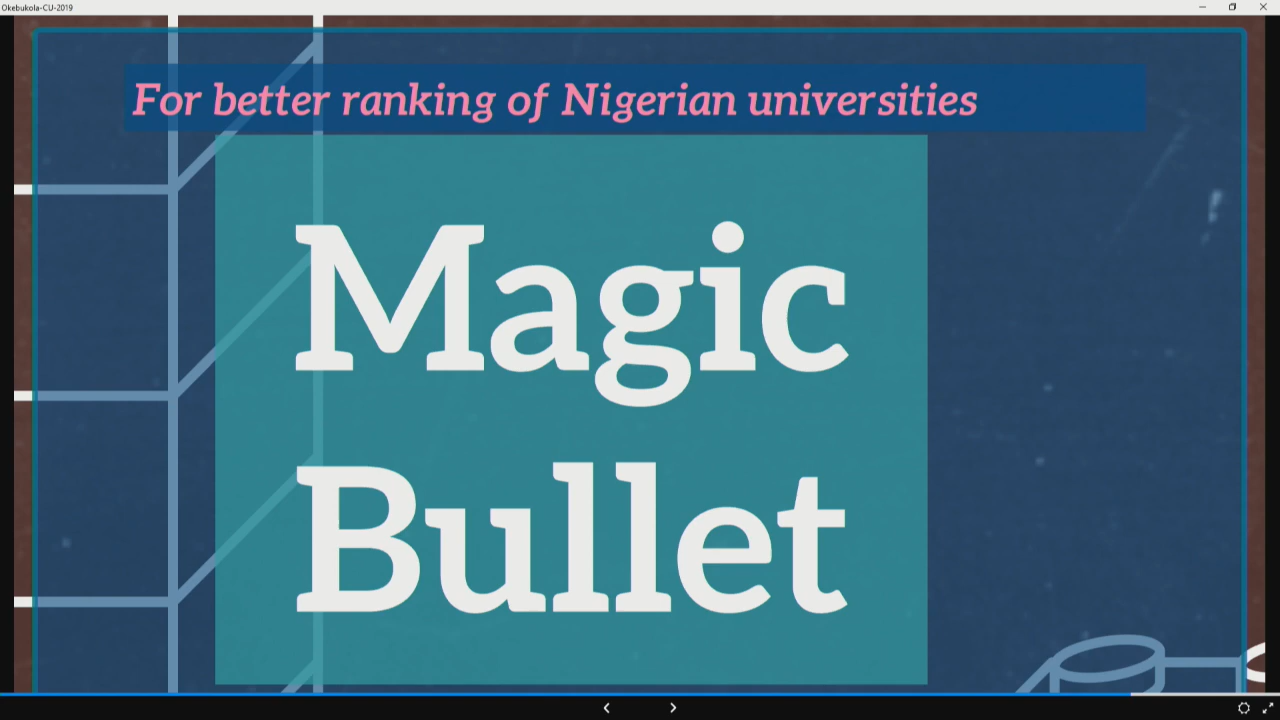 Okebukola-CU-2019
For better ranking of Nigerian universities
Magic
Bullet